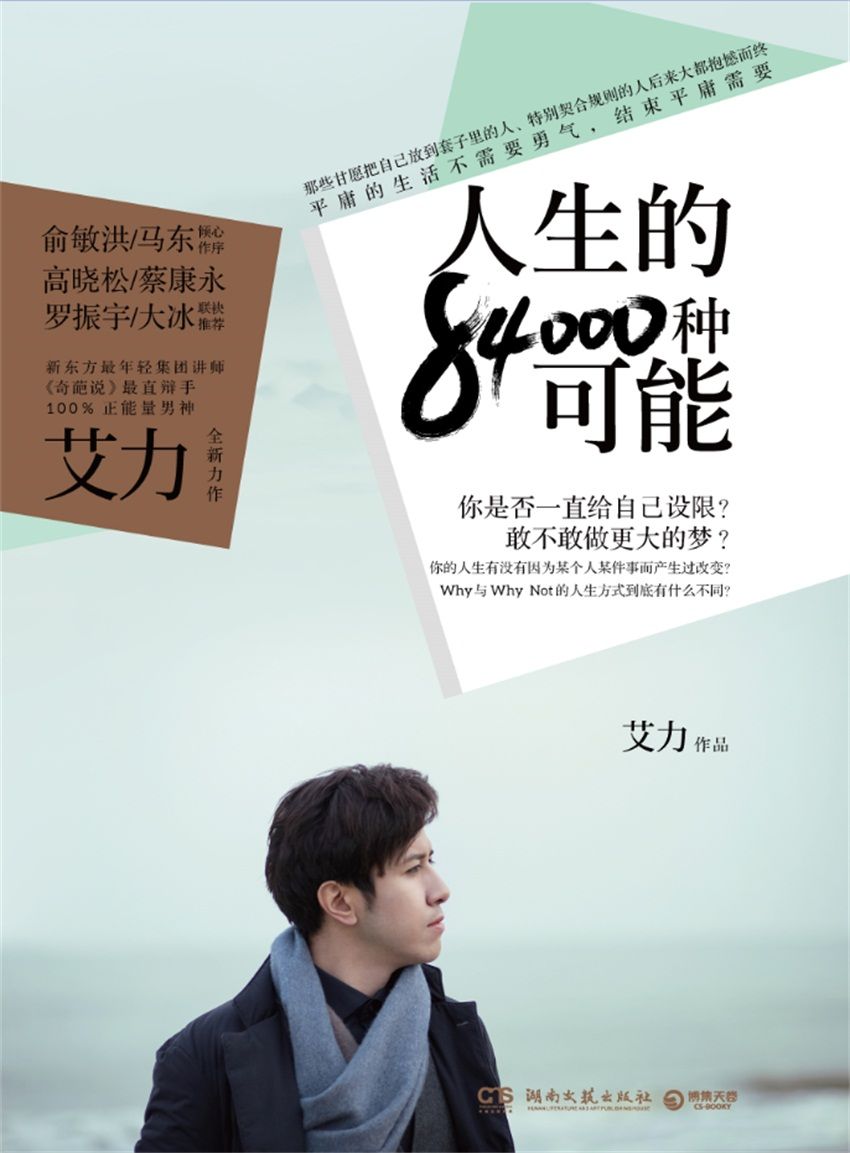 那些甘愿把自己放到套子里的人、特别契合规则的人后来大都抱憾而终
平庸的生活不需要勇气，结束平庸需要
人生的
84000种
可能
俞敏洪/马东 倾心作序
高晓松/蔡康永
罗振宇/大冰 联袂推荐
新东方最年轻集团讲师
《奇葩说》最直辩手
100% 正能量男神
艾力 全新力作
你是否一直给自己设限？
敢不敢做更大的梦？
你的人生有没有因为某个人某件事而产生过改变？
Why与Why Not的人生方式到底有什么不同？
艾力 作品
湖南文艺出版社
HUNAN LITERATURE AND ART PUBLISHING HOUSE
博集天卷
CS-BOOKY